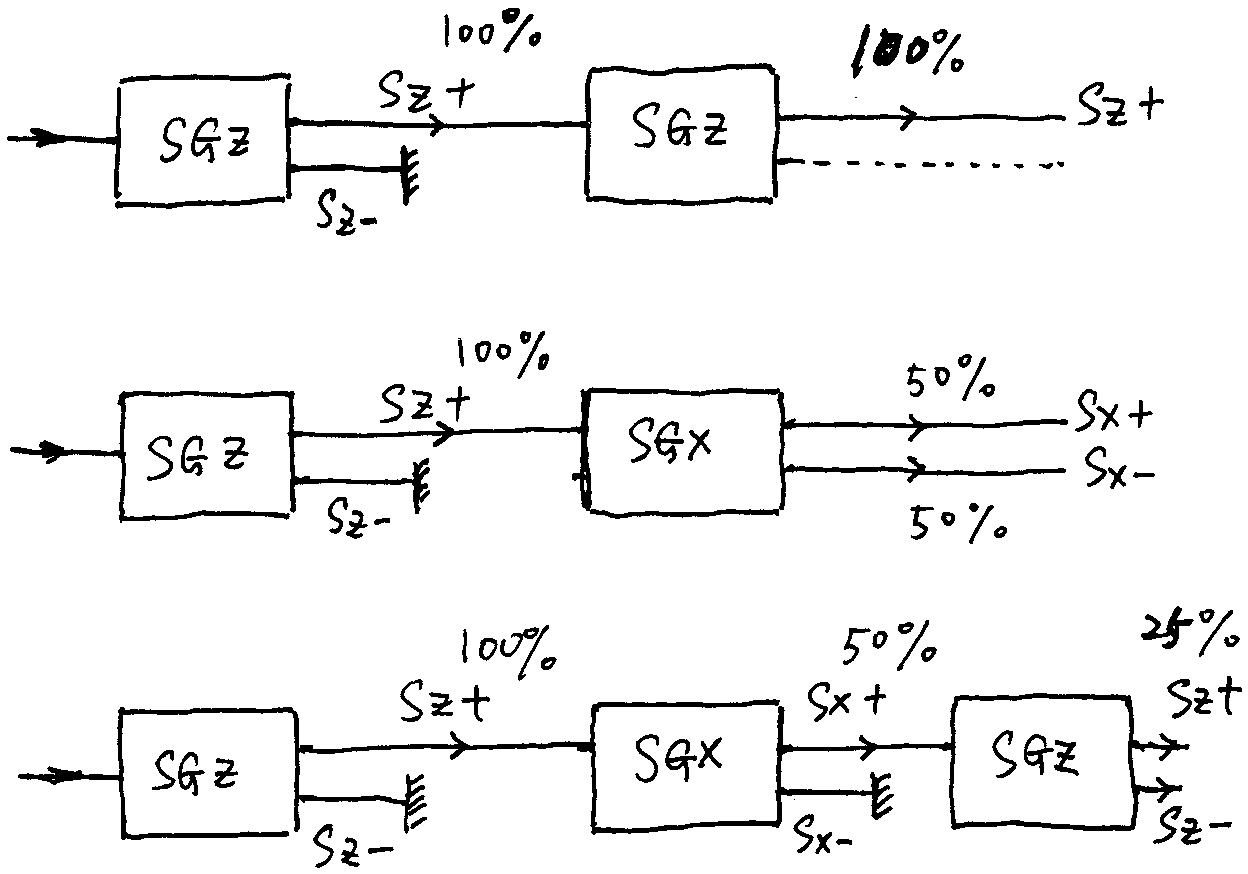 100% 100%
SGz Sz+ SGz Sz+
Sz-
100% 50%
SGz Sz+ SGx Sx+
Sx-
Sz- 50%
100% 50% 25%
SGz Sz+ SGx Sx+ SGz Sz+
Sz- Sx- Sz-